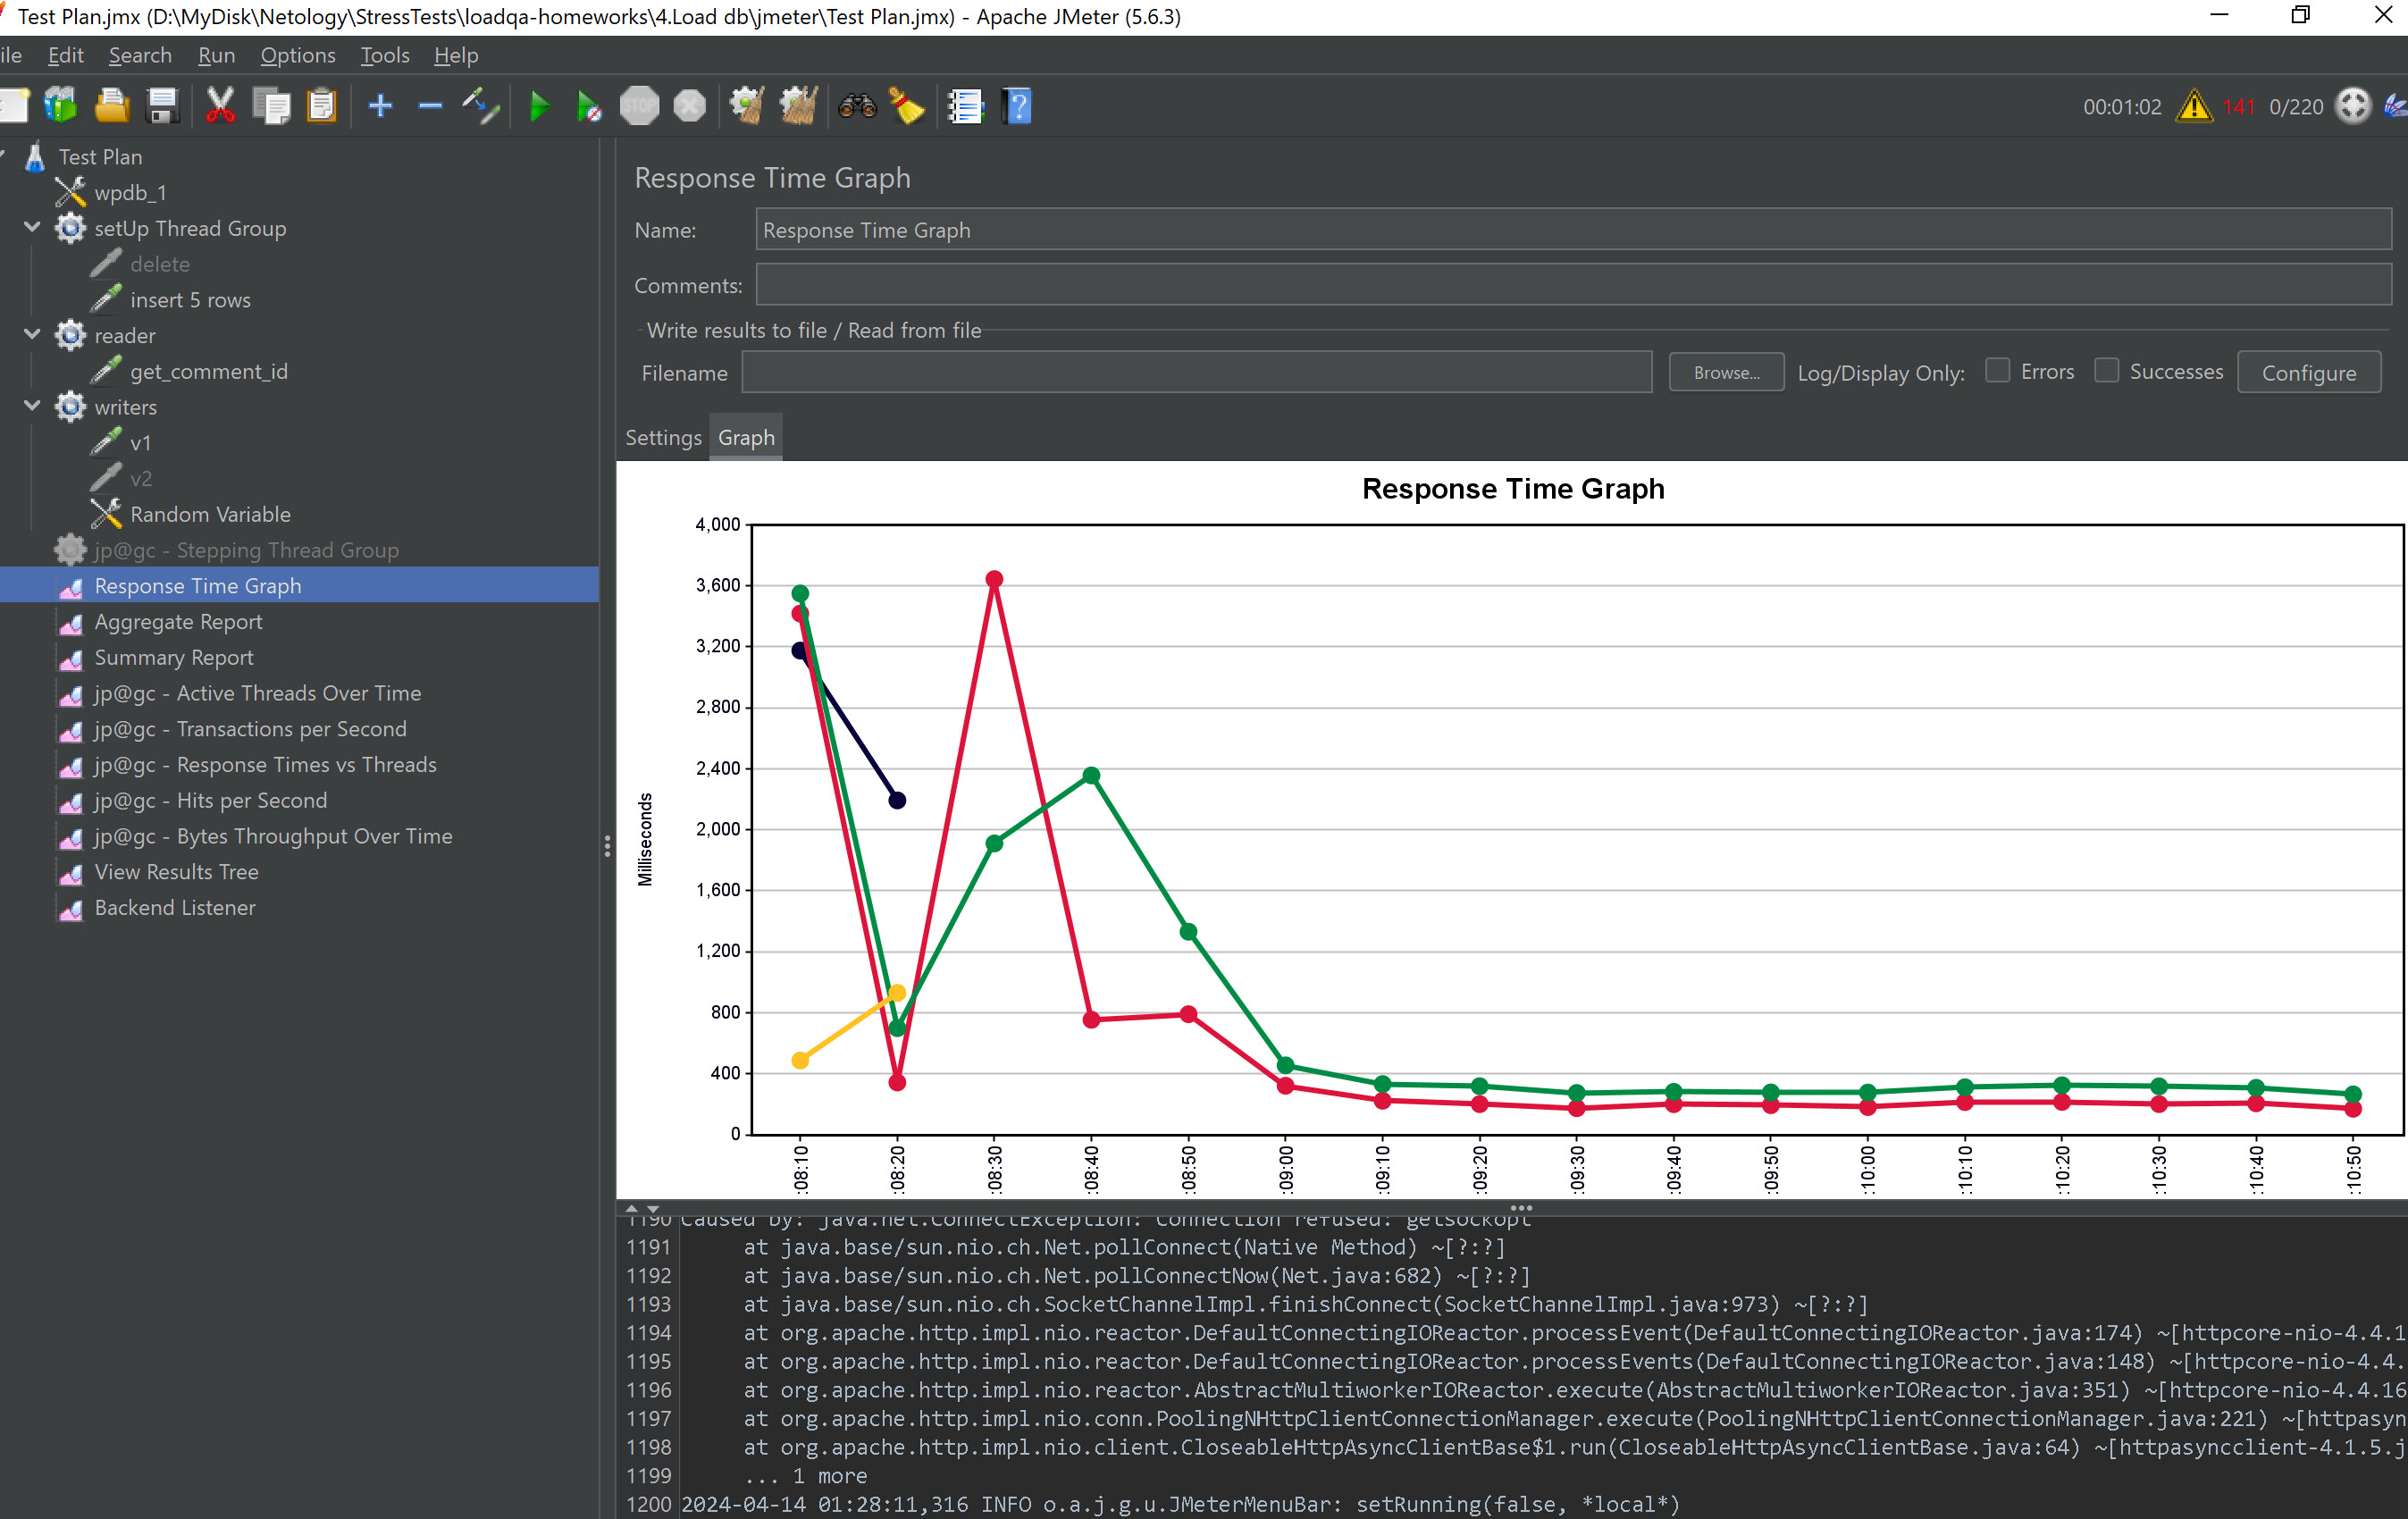 Test Plan.jmx (D:\MyDisk\Netology\StressTests\loadqa-homeworks\4.Load db\jmeter\Test Plan.jmx) - Apache JMeter (5.6.3)
ile Edit Search Run Options Tools Help
STOP
00:01:02 141 0/220
Test Plan
wpdb_1
setUp Thread Group
delete
insert 5 rows
reader
get_comment_id
writers
v1
v2
Random Variable
jp@gc - Stepping Thread Group
Response Time Graph
Aggregate Report
Summary Report
jp@gc - Active Threads Over Time
jp@gc - Transactions per Second
jp@gc - Response Times vs Threads
jp@gc - Hits per Second
jp@gc - Bytes Throughput Over Time
View Results Tree
Backend Listener
Response Time Graph
Name: Response Time Graph
Comments:
Write results to file / Read from file
Filename Browse... Log/Display Only: Errors Successes Configure
Settings Graph
Response Time Graph
Milliseconds
4,000
3,600
3,200
2,800
2,400
2,000
1,600
1,200
800
400
0
:08:10 :08:20 :08:30 :08:40 :08:50 :09:00 :09:10 :09:20 :09:30 :09:40 :09:50 :10:00 :10:10 :10:20 :10:30 :10:40 :10:50
1190 Caused by: java.net.ConnectException: Connection refused: getsockopt
1191 at java.base/sun.nio.ch.Net.pollConnect(Native Method) ~[?:?]
1192 at java.base/sun.nio.ch.Net.pollConnectNow(Net.java:682) ~[?:?]
1193 at java.base/sun.nio.ch.SocketChannelImpl.finishConnect(SocketChannelImpl.java:973) ~[?:?]
1194 at org.apache.http.impl.nio.reactor.DefaultConnectingIOReactor.processEvent(DefaultConnectingIOReactor.java:174) ~[httpcore-nio-4.4.1
1195 at org.apache.http.impl.nio.reactor.DefaultConnectingIOReactor.processEvents(DefaultConnectingIOReactor.java:148) ~[httpcore-nio-4.4.
1196 at org.apache.http.impl.nio.reactor.AbstractMultiworkerIOReactor.execute(AbstractMultiworkerIOReactor.java:351) ~[httpcore-nio-4.4.16
1197 at org.apache.http.impl.nio.conn.PoolingNHttpClientConnectionManager.execute(PoolingNHttpClientConnectionManager.java:221) ~[httpasyn
1198 at org.apache.http.impl.nio.client.CloseableHttpAsyncClientBase$1.run(CloseableHttpAsyncClientBase.java:64) ~[httpasyncclient-4.1.5.j
1199 ... 1 more
1200 2024-04-14 01:28:11,316 INFO o.a.j.g.u.JMeterMenuBar: setRunning(false, *local*)